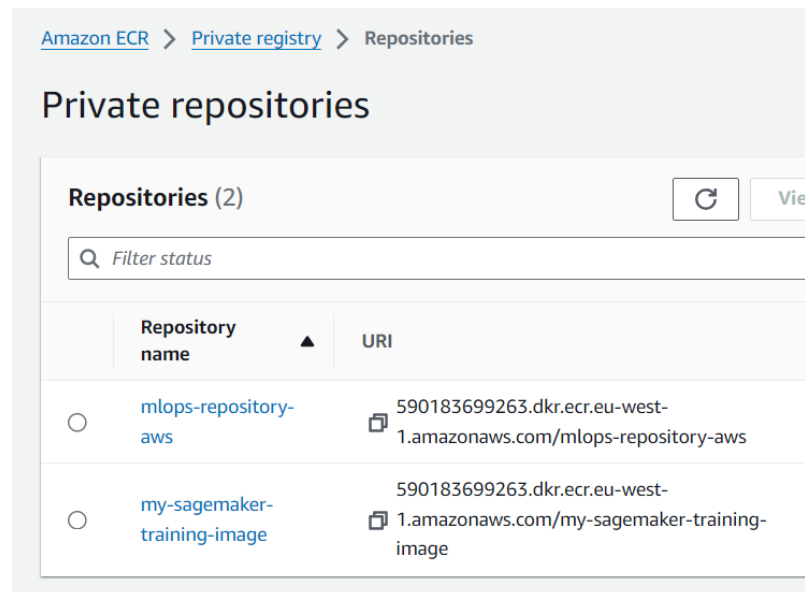 Amazon ECR > Private registry > Repositories
Private repositories
Repositories (2)
Vie
Filter status
Repository
name
URI
mlops-repository-
aws
590183699263.dkr.ecr.eu-west-
1.amazonaws.com/mlops-repository-aws
my-sagemaker-
training-image
590183699263.dkr.ecr.eu-west-
1.amazonaws.com/my-sagemaker-training-
image